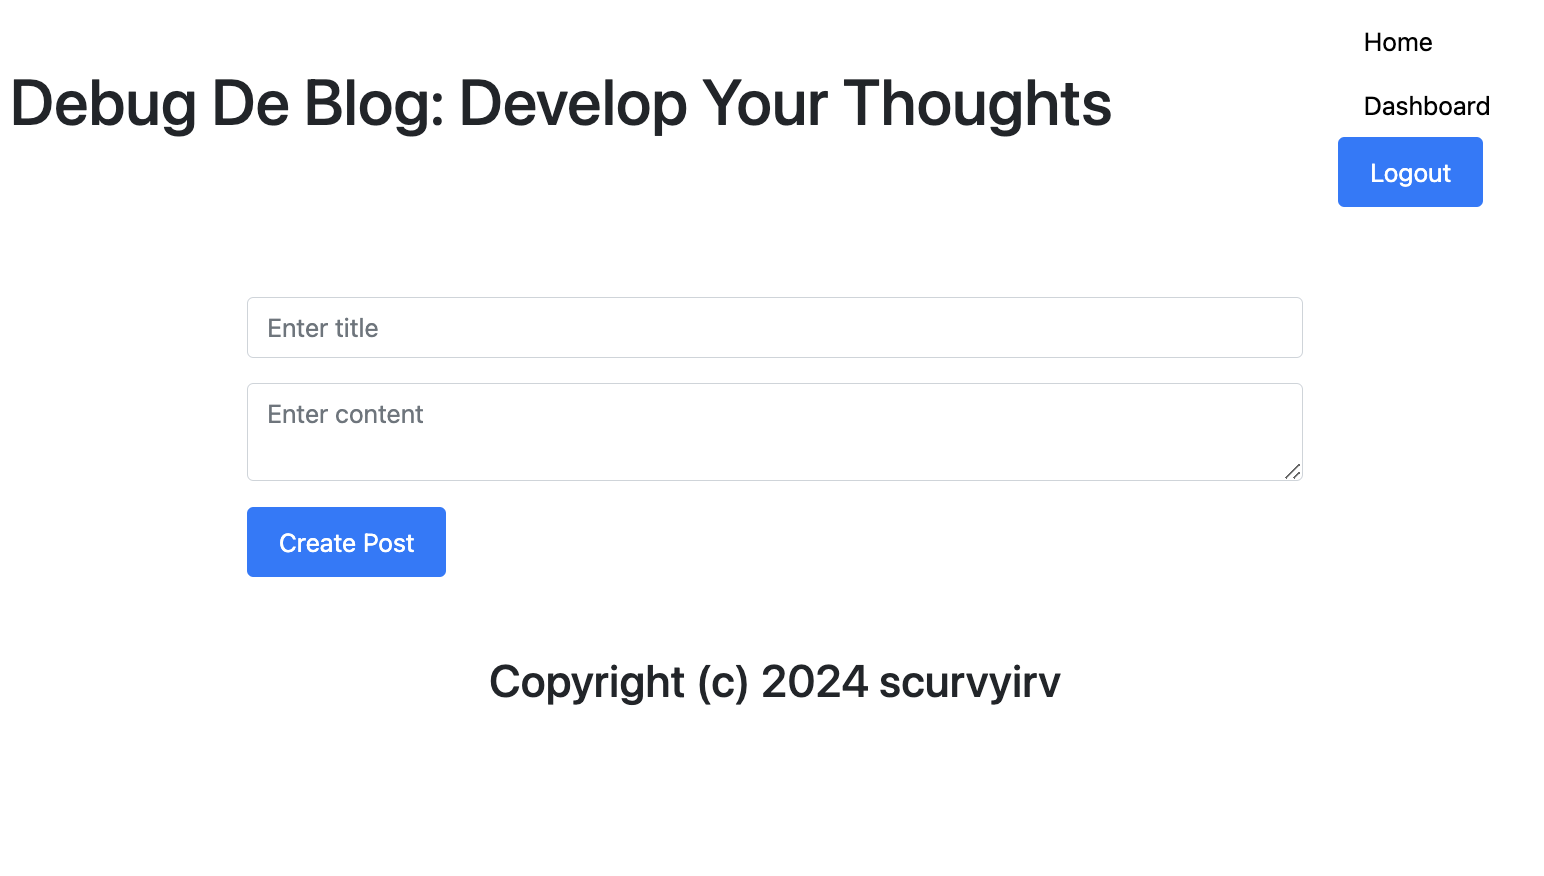 Home
Debug De Blog: Develop Your Thoughts
Dashboard
Logout
Enter title
Enter content
Create Post
Copyright (c) 2024 scurvyirv